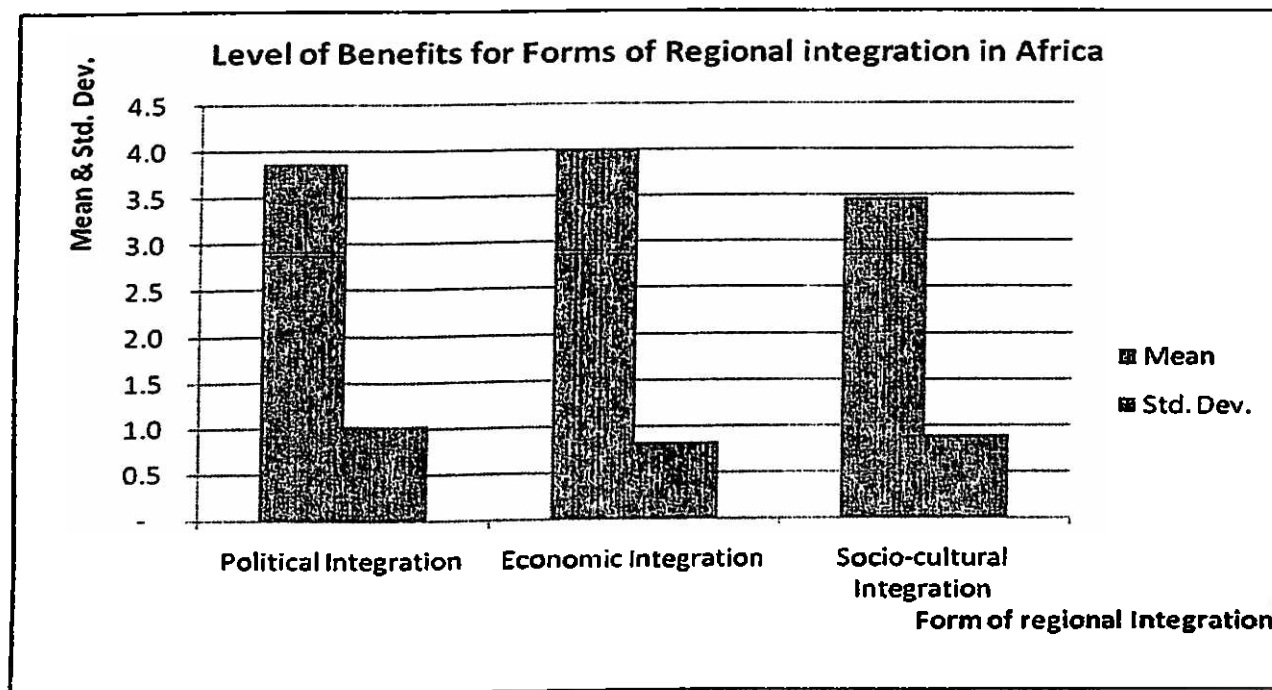 Level of Benefits for Forms of Regional integration in Africa
Mean & Std. Dev.
4.5
4.0
3.5
3.0
2.5
2.0
1.5
1.0
0.5
-
Mean
Std. Dev.
Political Integration
Economic Integration
Socio-cultural
Integration
Form of regional Integration